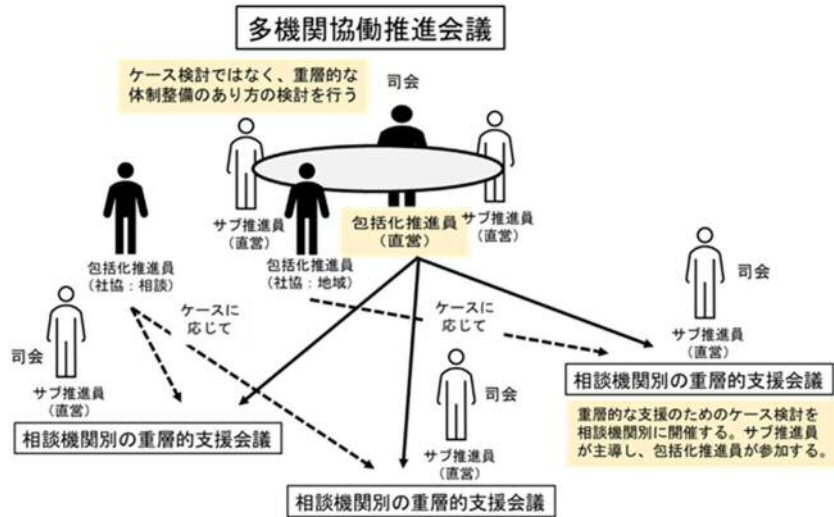 多機関協働推進会議
ケース検討ではなく、重層的な
体制整備のあり方の検討を行う
司会
サブ推進員
(直営)
包括化推進員
(直営)
サブ推進員
(直営)
包括化推進員
(社協:相談)
包括化推進員
(社協:地域)
ケースに
応じて
ケースに
応じて
司会
サブ推進員
(直営)
司会
サブ推進員
(直営)
相談機関別の重層的支援会議
司会
サブ推進員
(直営)
相談機関別の重層的支援会議
重層的な支援のためのケース検討を
相談機関別に開催する。サブ推進員
が主導し、包括化推進員が参加する。
相談機関別の重層的支援会議